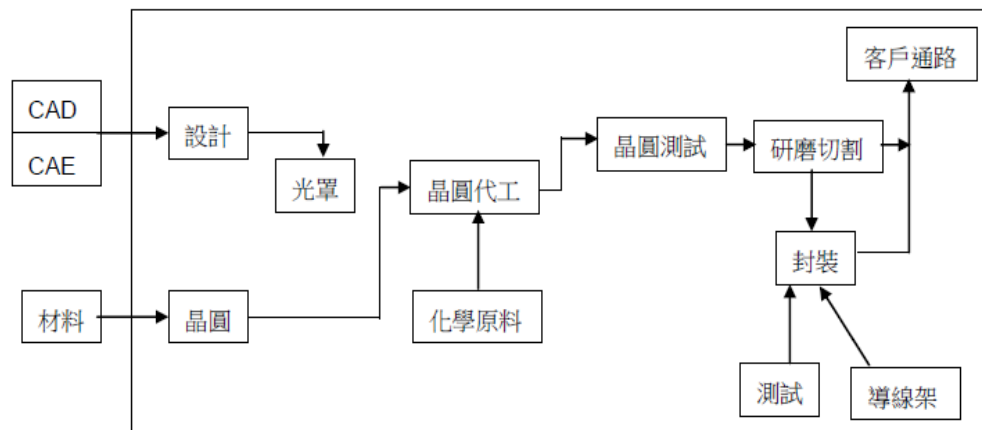 客戶通路
CAD
CAE
設計
光罩
晶圓代工
晶圓測試
研磨切割
封裝
材料
晶圓
化學原料
測試
導線架